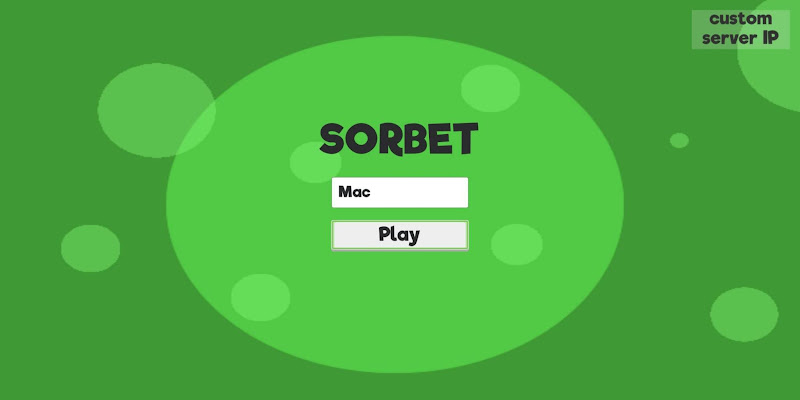 custom
server IP
SORBET
Mac
Play